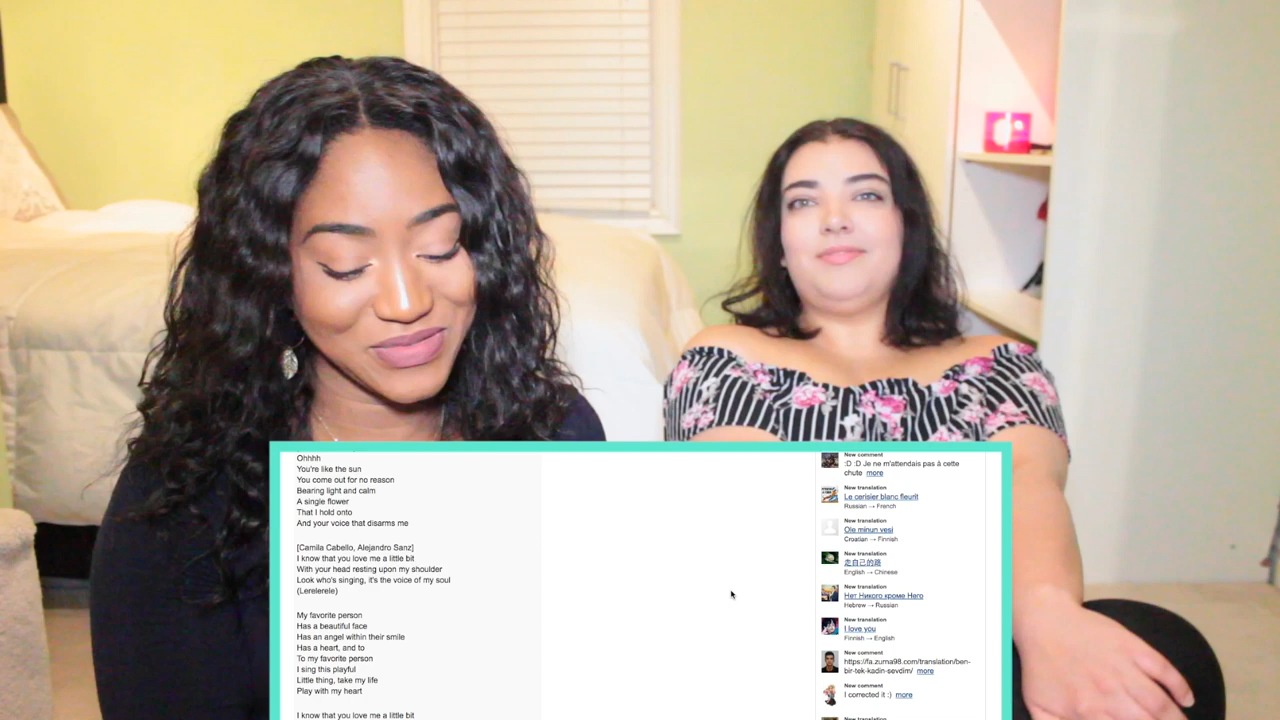 Ohhhh
You're like the sun
You come out for no reason
Bearing light and calm
A single flower
That I hold onto
And your voice that disarms me
[Camila Cabello, Alejandro Sanz]
I know that you love me a little bit
With your head resting upon my shoulder
Look who's singing, it's the voice of my soul
(Lerelerele)
My favorite person
Has a beautiful face
Has an angel within their smile
Has a heart, and to
To my favorite person
I sing this playful
Little thing, take my life
Play with my heart
I know that you love me a little bit
New comment
:D :D Je ne m'attendais pas à cette
chute more
New translation
Le cerisier blanc fleurit
Russian → French
New translation
Ole minun vesi
Croatian → Finnish
New translation
走自己的路
English → Chinese
New translation
Нет Никого кроме Него
Hebrew → Russian
New translation
I love you
Finnish → English
New comment
https://fa.zurna98.com/translation/ben-
bir-tek-kadin-sevdim/ more
New comment
I corrected it :) more
New translation